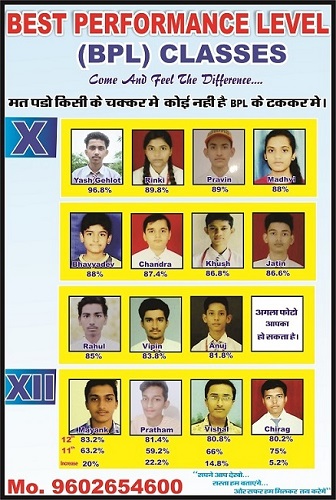 BEST PERFORMANCE LEVEL
(BPL) CLASSES
Come And Feel The Difference....
मत पडो किसी के चक्कर मे कोई नही है BPL के टककर मे।
X
Yash Gehlot Rinki Pravin Madhvi
96.8% 89.8% 89% 88%
Bhavyadev Chandra Khush Jatin
88% 87.4% 86.8% 86.6%
अगला फोटो
आपका
हो सकता है।
Rahul Vipin Anuj
85% 83.8% 81.8%
XII
Mayank Pratham Vishal Chirag
12th 83.2% 81.4% 80.8% 80.2%
11th 63.2% 59.2% 66% 75%
Increase 20% 22.2% 14.8% 5.2%
Mo. 9602654600
"सपने आप देखो...
रास्ता हम बताएंगे...
और सफर हम मिलकर तय करेंगे"